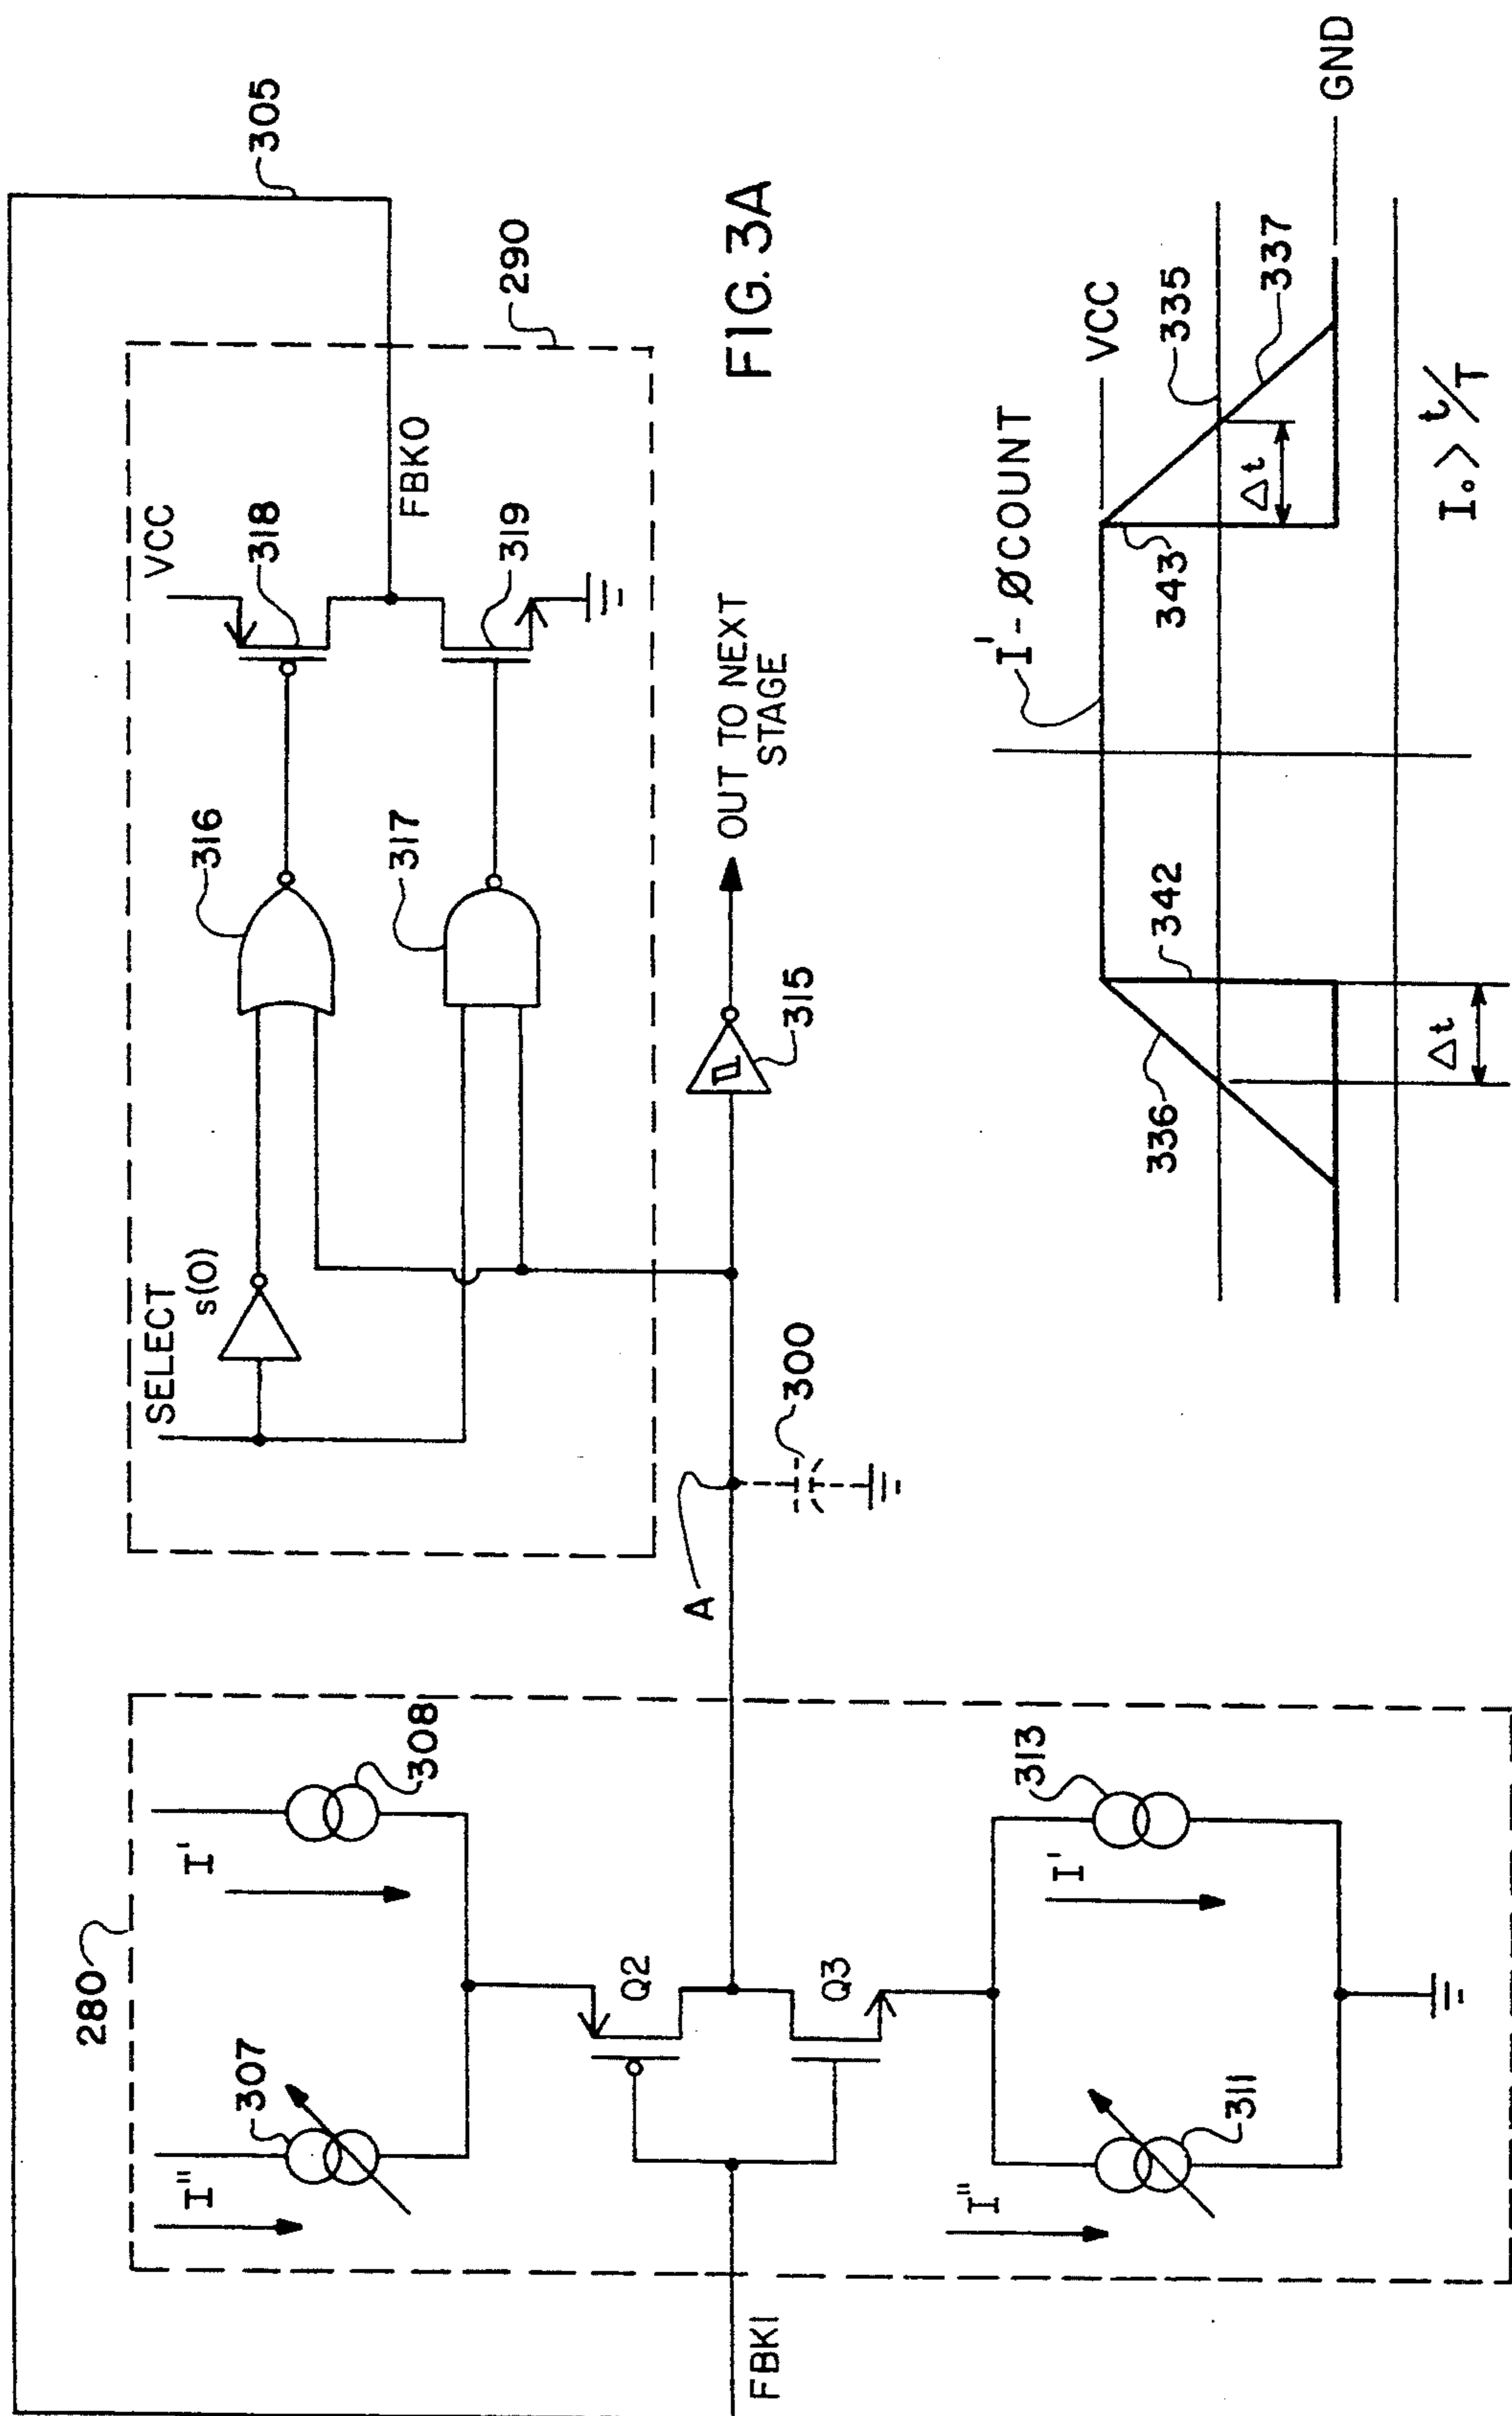 305
290
SELECT
s(0)
316
317
VCC
318
319
FBKO
FIG. 3A
280
I"
307
I'
308
Q2
Q3
FBKI
A
300
315
OUT TO NEXT
STAGE
I"
311
I'
313
I'-ØCOUNT
VCC
336
342
343
335
337
Δt
Δt
GND
I₀ > t/T